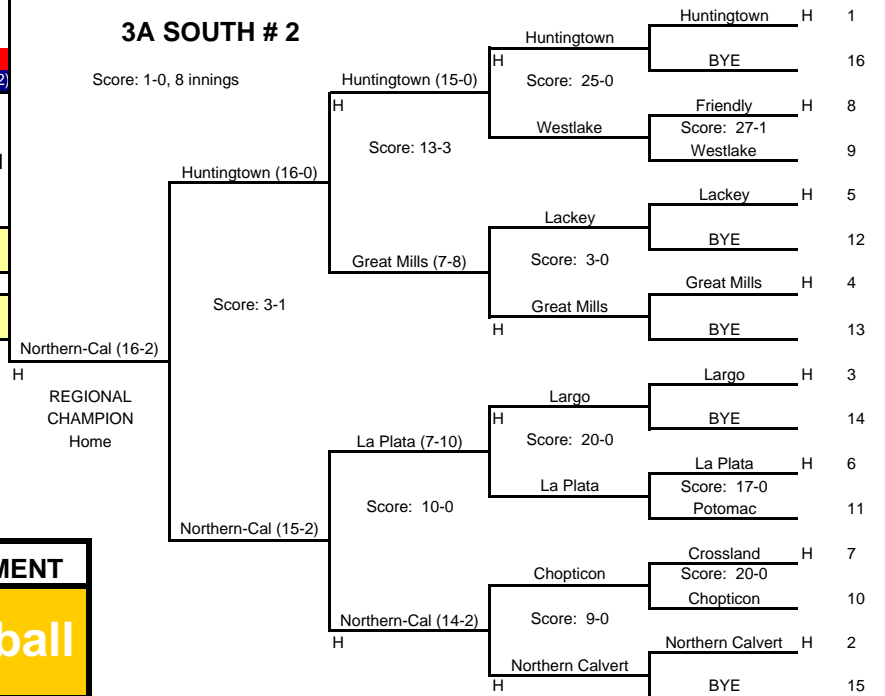 3A SOUTH # 2
Score: 1-0, 8 innings
2)
Northern-Cal (16-2)
H
REGIONAL
CHAMPION
Home
Huntingtown (16-0)
Score: 3-1
Northern-Cal (15-2)
Huntingtown (15-0)
H
Score: 13-3
Great Mills (7-8)
La Plata (7-10)
Score: 10-0
Northern-Cal (14-2)
H
Huntingtown
H
Score: 25-0
Westlake
Lackey
Score: 3-0
Great Mills
H
Largo
H
Score: 20-0
La Plata
Chopticon
Score: 9-0
Northern Calvert
H
Huntingtown H 1
BYE 16
Friendly H 8
Score: 27-1
Westlake 9
Lackey H 5
BYE 12
Great Mills H 4
BYE 13
Largo H 3
BYE 14
La Plata H 6
Score: 17-0
Potomac 11
Crossland H 7
Score: 20-0
Chopticon 10
Northern Calvert H 2
BYE 15
MENT
ball